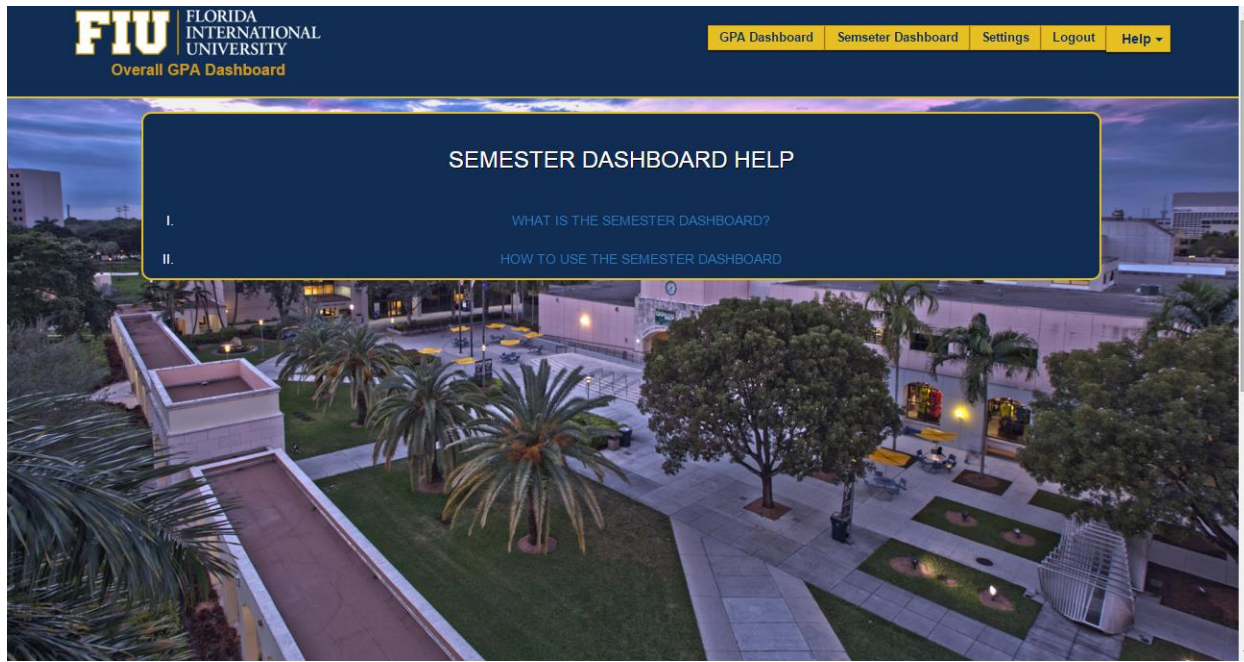 FIU
FLORIDA
INTERNATIONAL
UNIVERSITY
Overall GPA Dashboard
GPA Dashboard Semseter Dashboard Settings Logout Help
SEMESTER DASHBOARD HELP
I. WHAT IS THE SEMESTER DASHBOARD?
II. HOW TO USE THE SEMESTER DASHBOARD